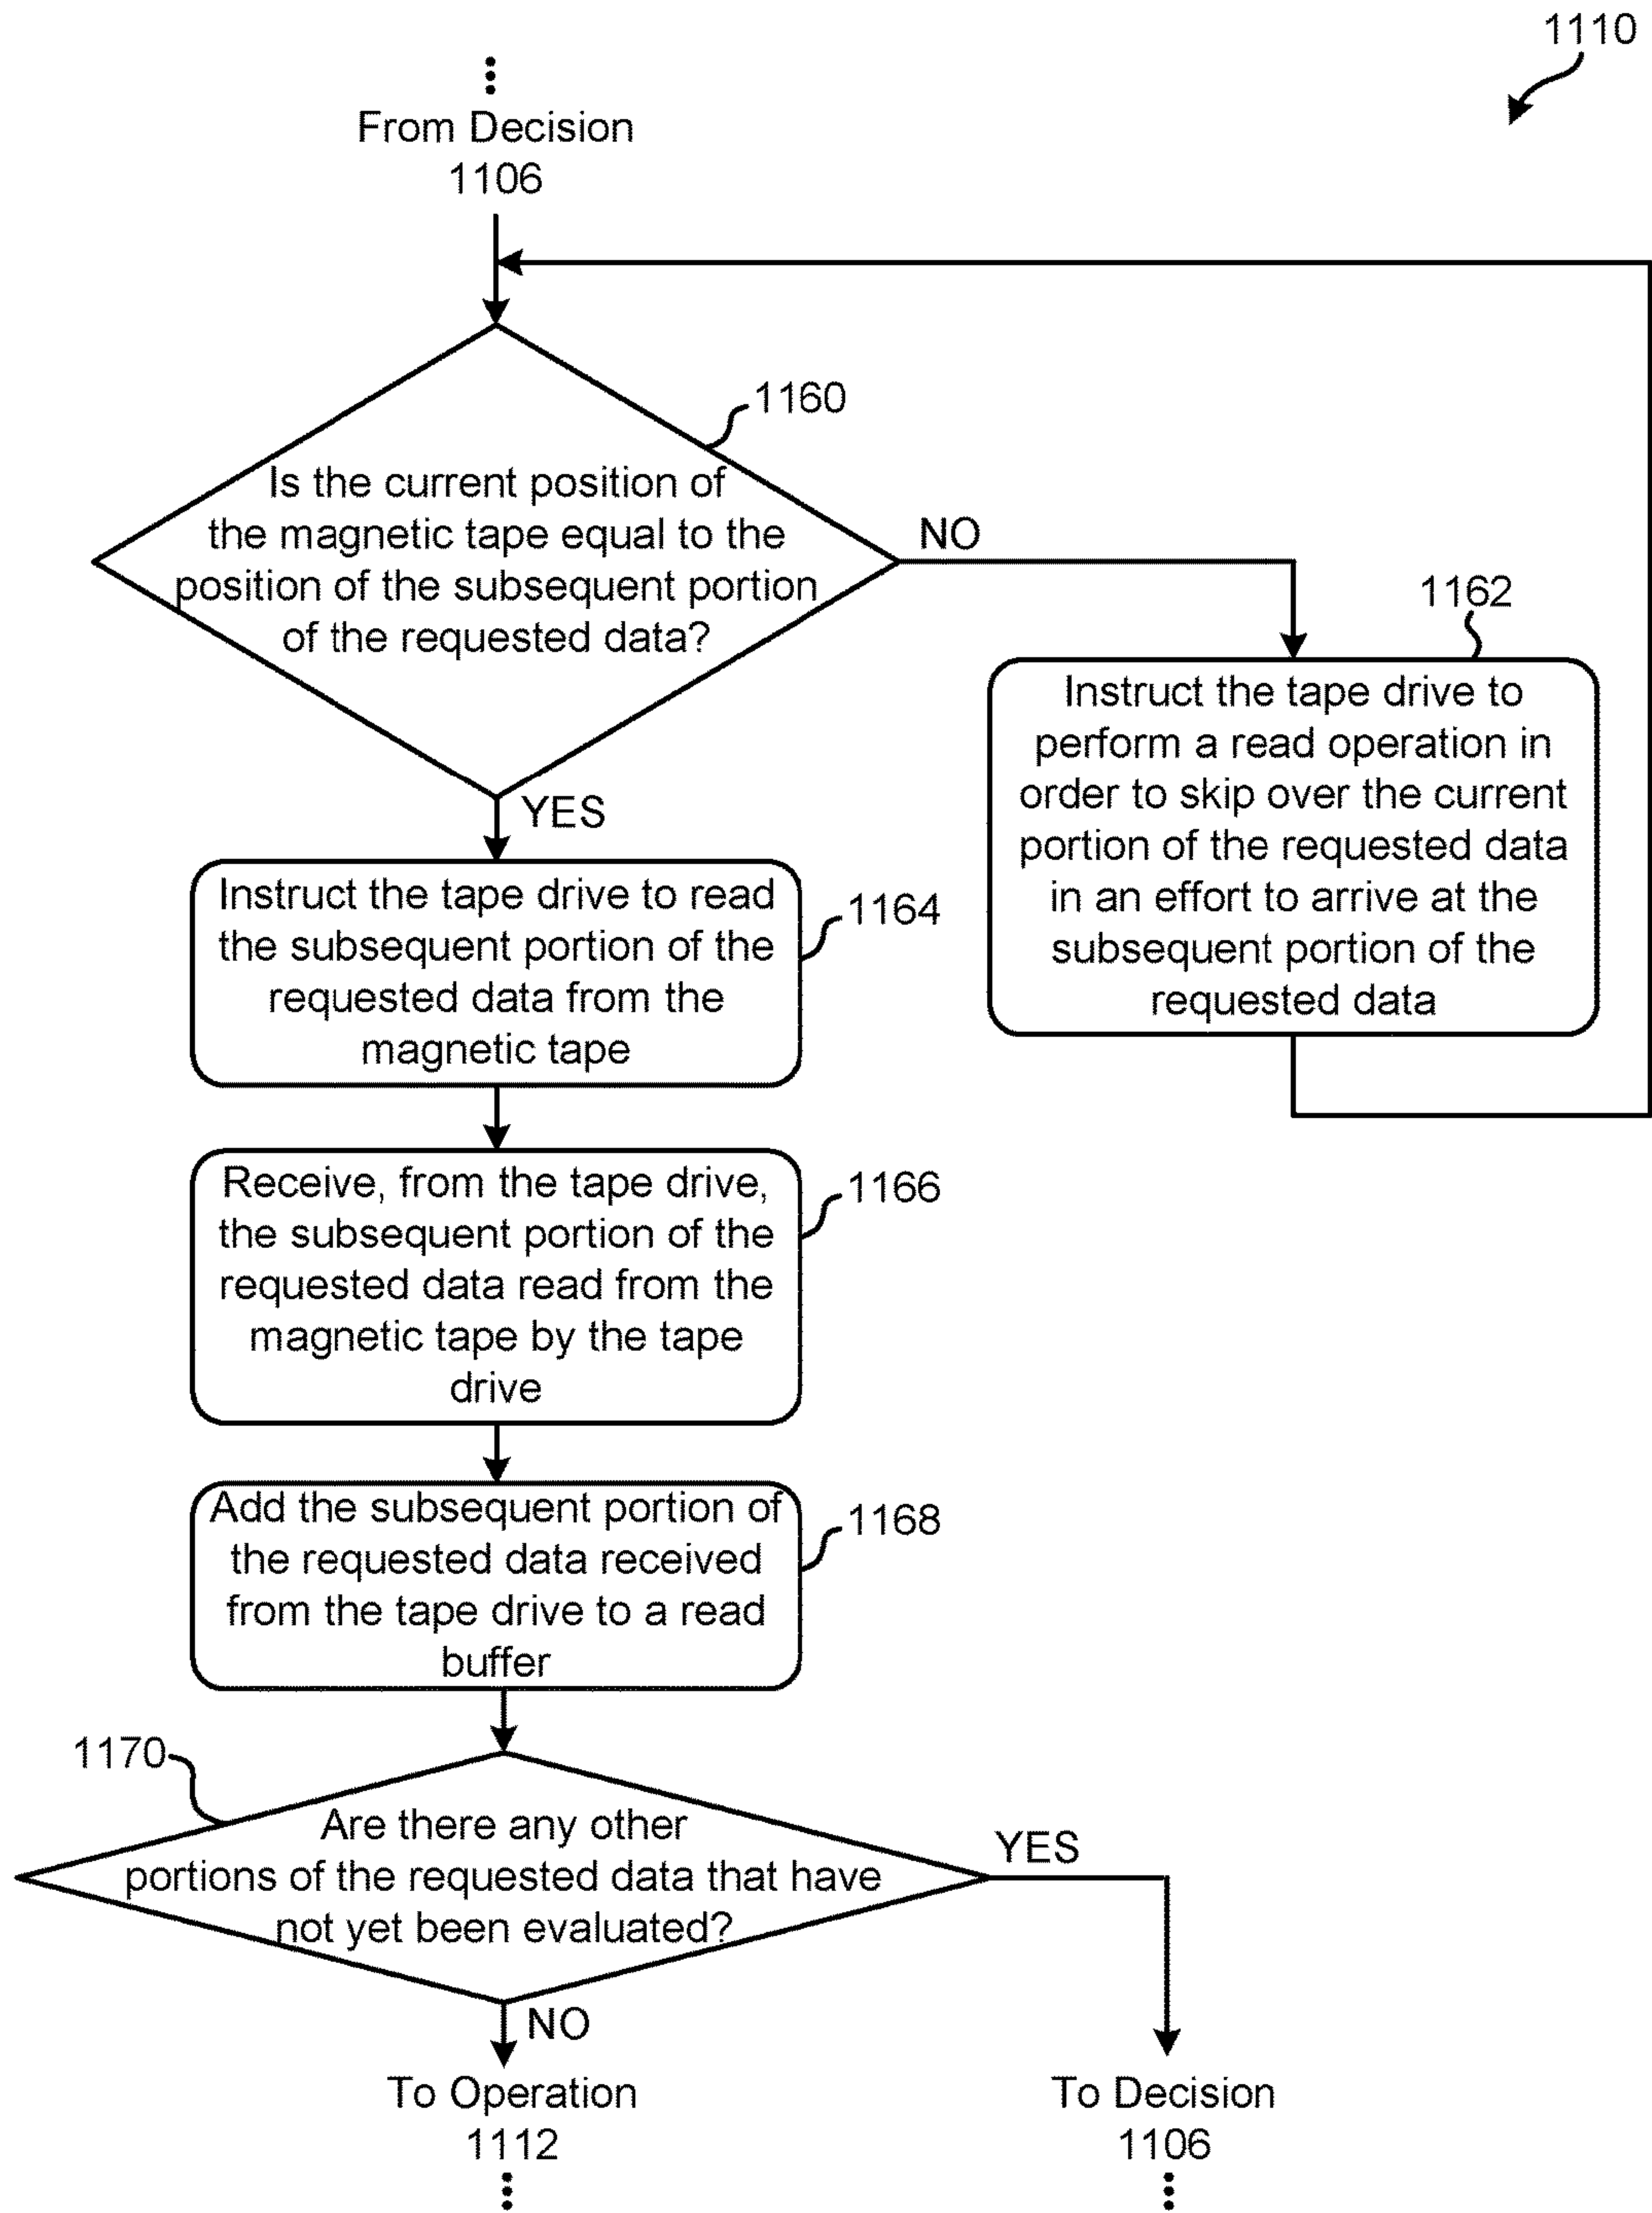 1110
From Decision
1106
1160
Is the current position of
the magnetic tape equal to the
position of the subsequent portion
of the requested data?
NO
1162
Instruct the tape drive to
perform a read operation in
order to skip over the current
portion of the requested data
in an effort to arrive at the
subsequent portion of the
requested data
YES
Instruct the tape drive to read
the subsequent portion of the
requested data from the
magnetic tape
1164
Receive, from the tape drive,
the subsequent portion of the
requested data read from the
magnetic tape by the tape
drive
1166
Add the subsequent portion of
the requested data received
from the tape drive to a read
buffer
1168
1170
Are there any other
portions of the requested data that have
not yet been evaluated?
YES
NO
To Operation
1112
To Decision
1106